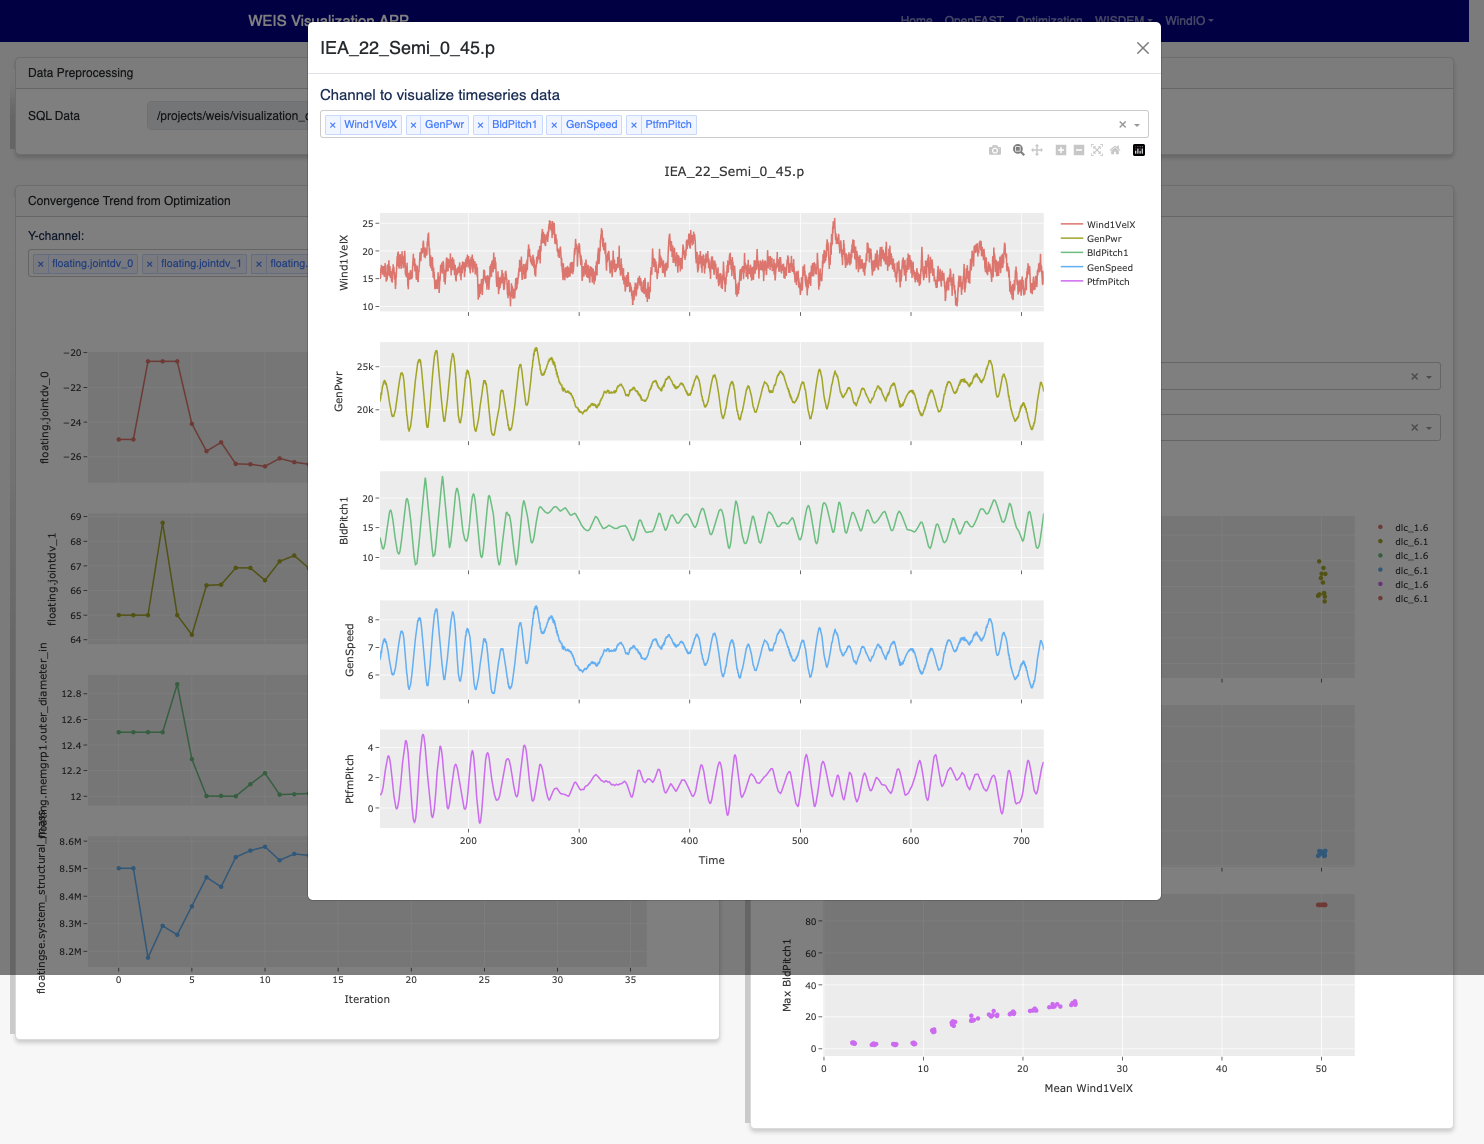 WEIS Visualization APP
Home OpenFAST Optimization WISDEM WindIO
Data Preprocessing
SQL Data
/projects/weis/visualization_
Convergence Trend from Optimization
Y-channel:
× floating.jointdv_0 × floating.jointdv_1 × floating.
IEA_22_Semi_0_45.p
Channel to visualize timeseries data
× Wind1VelX × GenPwr × BldPitch1 × GenSpeed × PtfmPitch
IEA_22_Semi_0_45.p
Wind1VelX
25
20
15
10
Wind1VelX
GenPwr
BldPitch1
GenSpeed
PtfmPitch
GenPwr
25k
20k
BldPitch1
20
15
10
GenSpeed
8
7
6
PtfmPitch
4
2
0
200 300 400 500 600 700
Time
floating.jointdv_0
−20
−22
−24
−26
floating.jointdv_1
69
68
67
66
65
64
floating.memgrp1.outer_diameter_in
12.8
12.6
12.4
12.2
12
floatingse.system_structural_mass
8.6M
8.5M
8.4M
8.3M
8.2M
0 5 10 15 20 25 30 35
Iteration
dlc_1.6
dlc_6.1
dlc_1.6
dlc_6.1
dlc_1.6
dlc_6.1
Max BldPitch1
80
60
40
20
0
0 10 20 30 40 50
Mean Wind1VelX